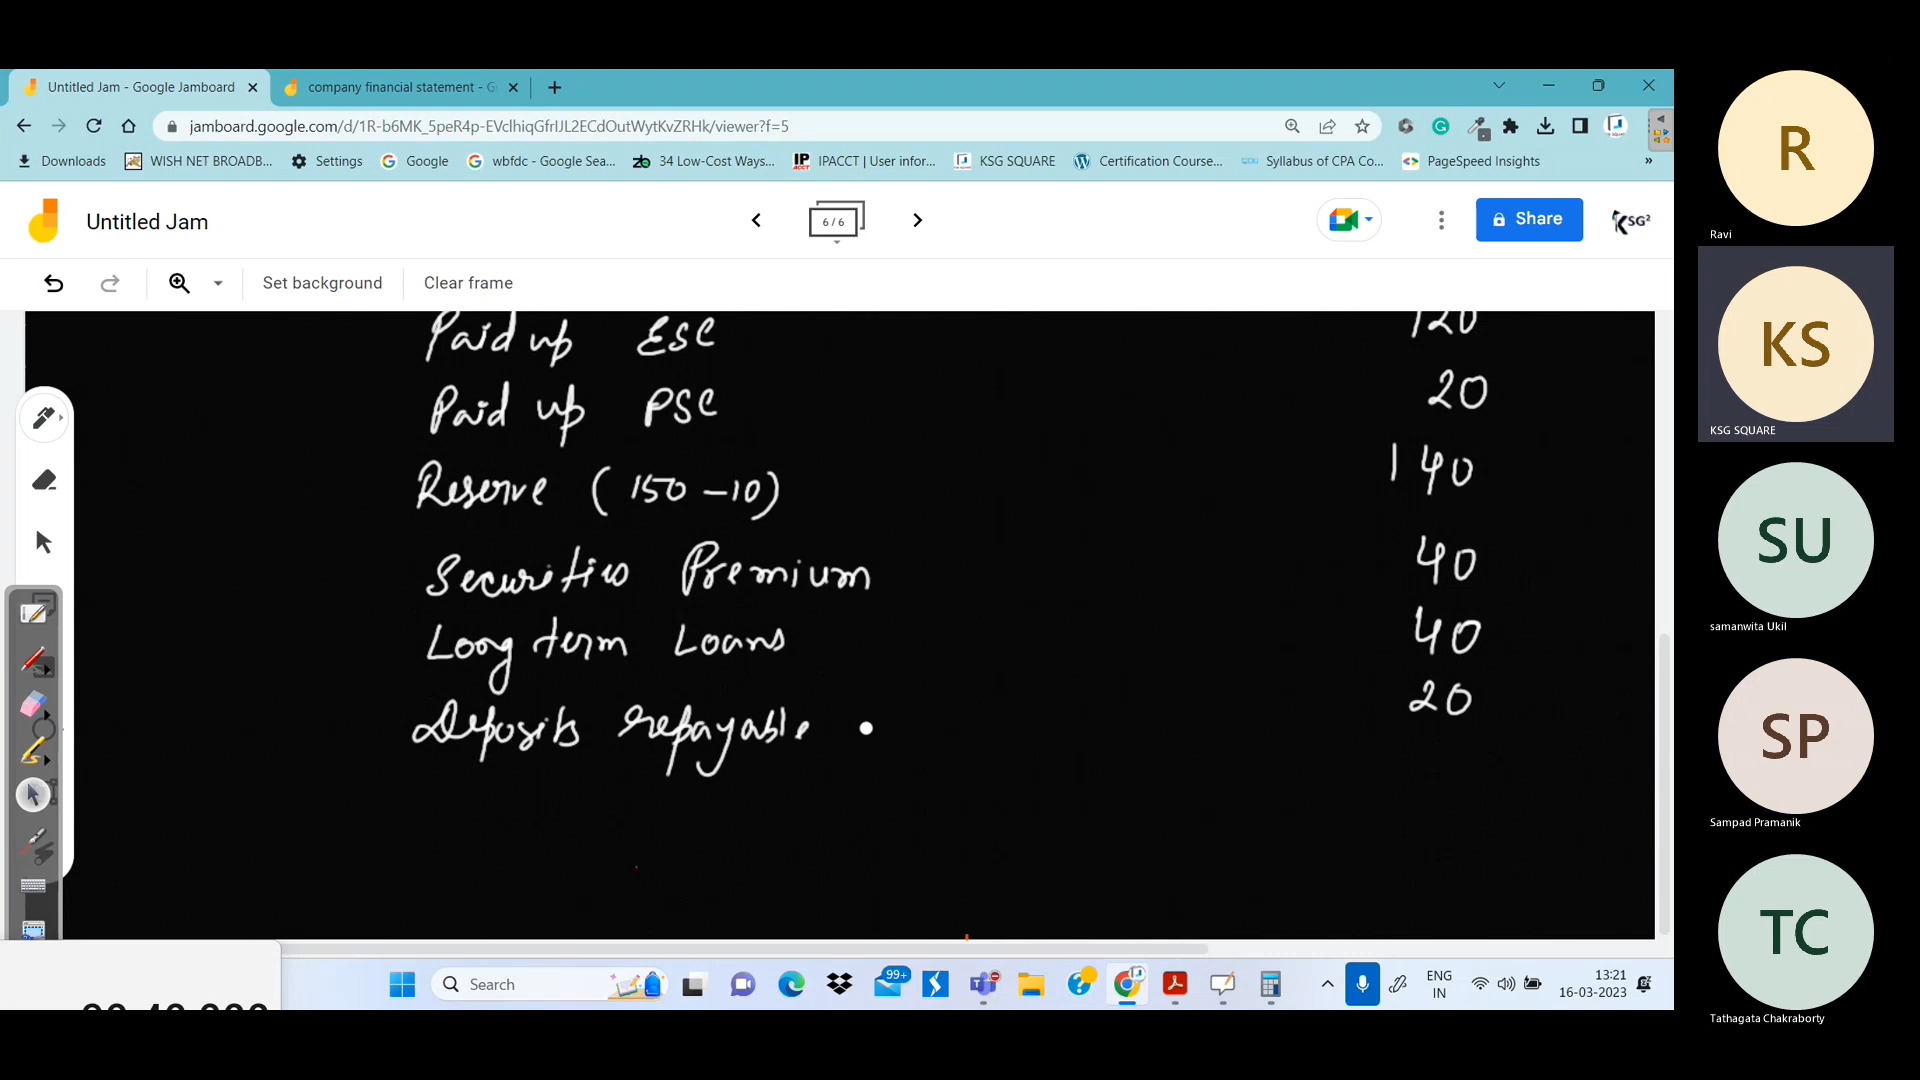 Untitled Jam - Google Jamboard
company financial statement - G
jamboard.google.com/d/1R-b6MK_5peR4p-EVclhiqGfrIJL2ECdOutWytKvZRHk/viewer?f=5
Downloads WISH NET BROADB... Settings Google wbfdc - Google Sea... 34 Low-Cost Ways... IPACCT | User infor... KSG SQUARE Certification Course... Syllabus of CPA Co... PageSpeed Insights »
Untitled Jam
6 / 6
Share
KSG²
Set background
Clear frame
Paid up ESC 120
Paid up PSC 20
Reserve (150 - 10) 140
Securities Premium 40
Long term Loans 40
Deposits repayable 20
Search
99+
ENG
IN
13:21
16-03-2023
R
Ravi
KS
KSG SQUARE
SU
samanwita Ukil
SP
Sampad Pramanik
TC
Tathagata Chakraborty